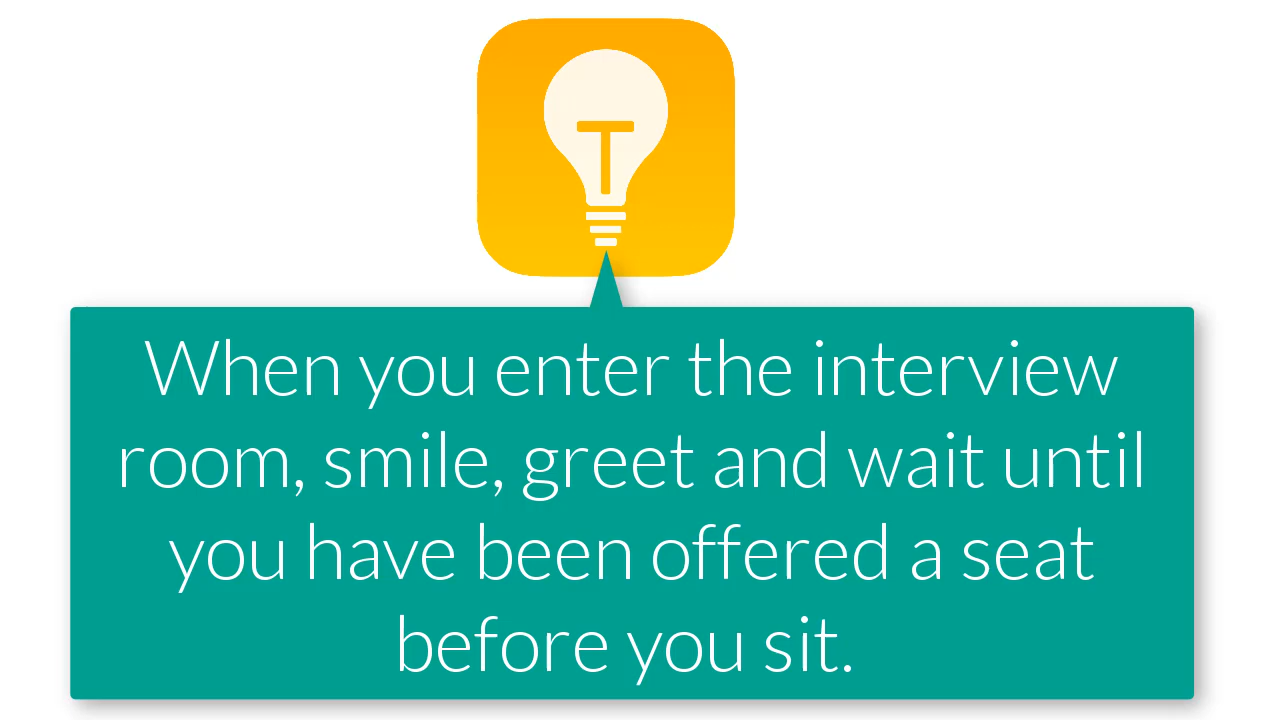 T
When you enter the interview
room, smile, greet and wait until
you have been offered a seat
before you sit.